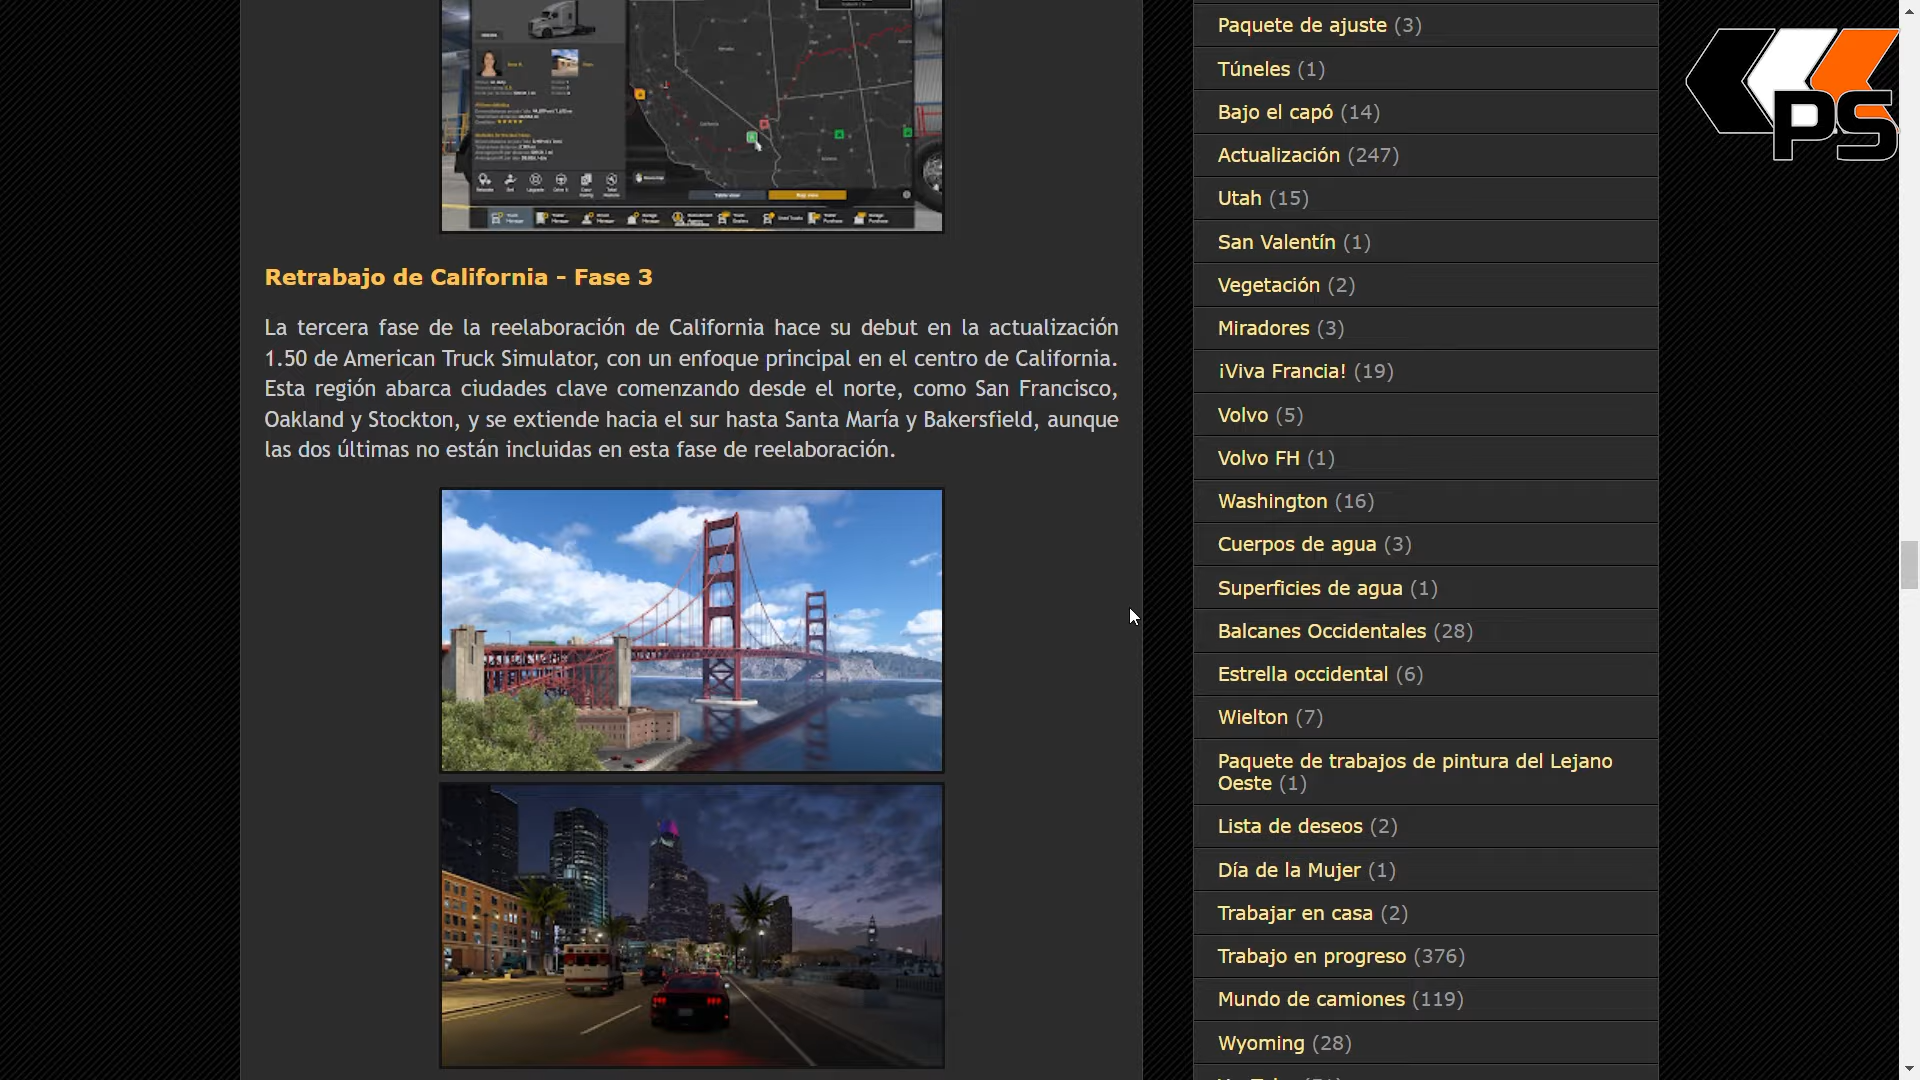 Retrabajo de California - Fase 3
La tercera fase de la reelaboración de California hace su debut en la actualización
1.50 de American Truck Simulator, con un enfoque principal en el centro de California.
Esta región abarca ciudades clave comenzando desde el norte, como San Francisco,
Oakland y Stockton, y se extiende hacia el sur hasta Santa María y Bakersfield, aunque
las dos últimas no están incluidas en esta fase de reelaboración.
Paquete de ajuste (3)
Túneles (1)
Bajo el capó (14)
Actualización (247)
Utah (15)
San Valentín (1)
Vegetación (2)
Miradores (3)
¡Viva Francia! (19)
Volvo (5)
Volvo FH (1)
Washington (16)
Cuerpos de agua (3)
Superficies de agua (1)
Balcanes Occidentales (28)
Estrella occidental (6)
Wielton (7)
Paquete de trabajos de pintura del Lejano
Oeste (1)
Lista de deseos (2)
Día de la Mujer (1)
Trabajar en casa (2)
Trabajo en progreso (376)
Mundo de camiones (119)
Wyoming (28)
PS